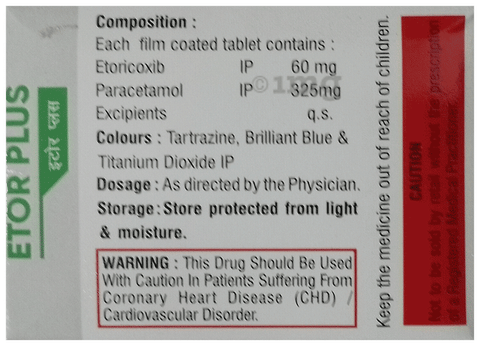 Composition :
Each film coated tablet contains :
Etoricoxib IP 60 mg
Paracetamol IP 325mg
Excipients q.s.
Colours : Tartrazine, Brilliant Blue &
Titanium Dioxide IP
Dosage : As directed by the Physician.
Storage: Store protected from light
& moisture.
WARNING : This Drug Should Be Used
With Caution In Patients Suffering From
Coronary Heart Disease (CHD) /
Cardiovascular Disorder.
ETOR PLUS
इटोर प्लस
Keep the medicine out of reach of children.
CAUTION
Not to be sold by retail without the prescription
of a Registered Medical Practitioner.
1mg